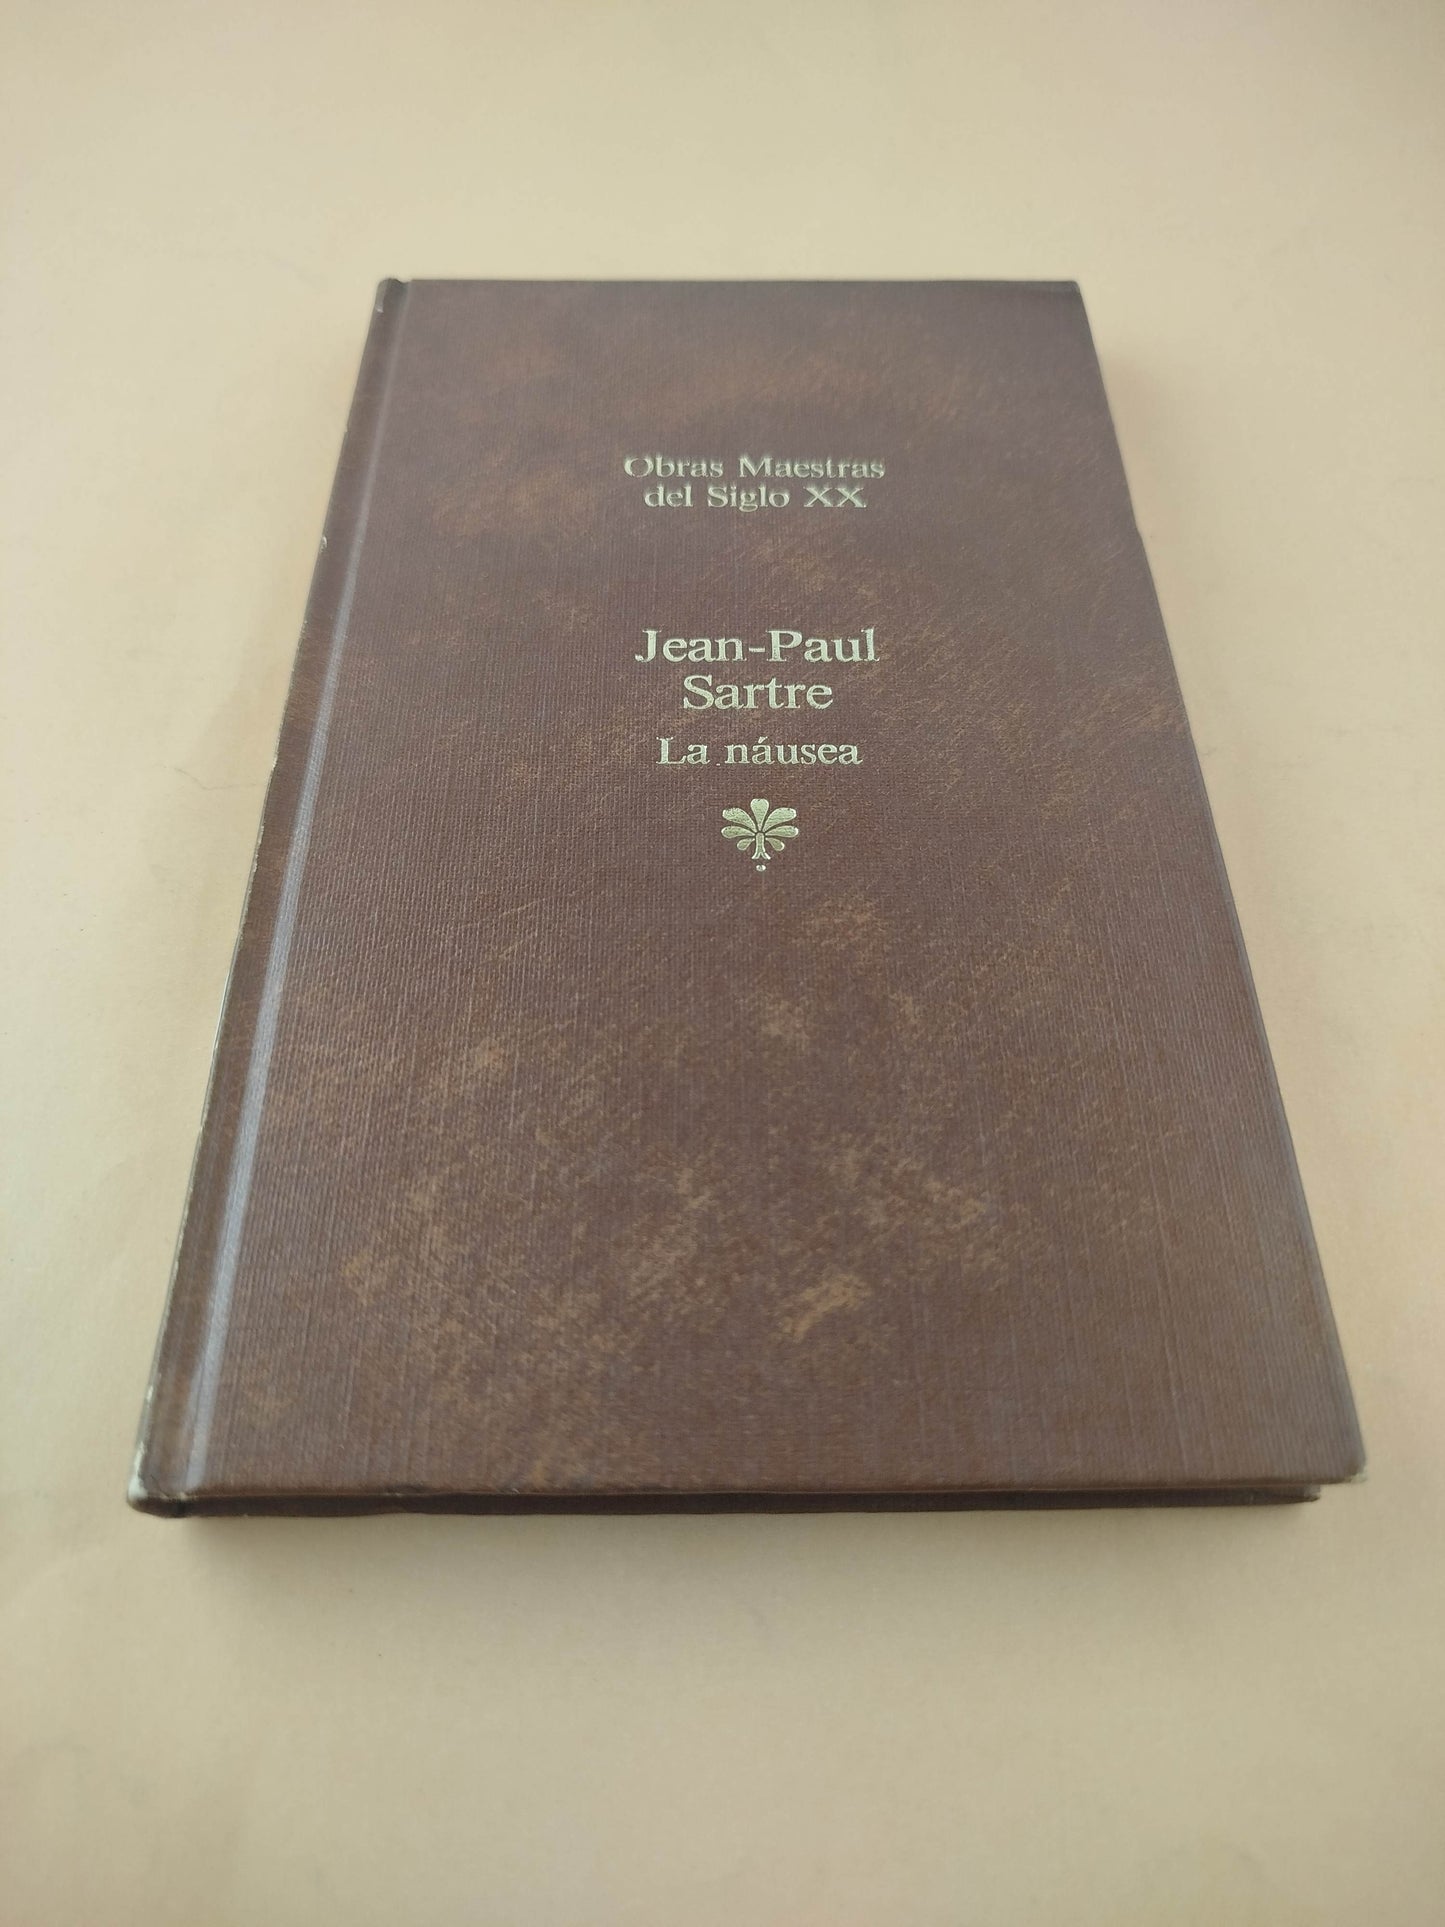 Obras Maestras
del Siglo XX
Jean-Paul
Sartre
La náusea